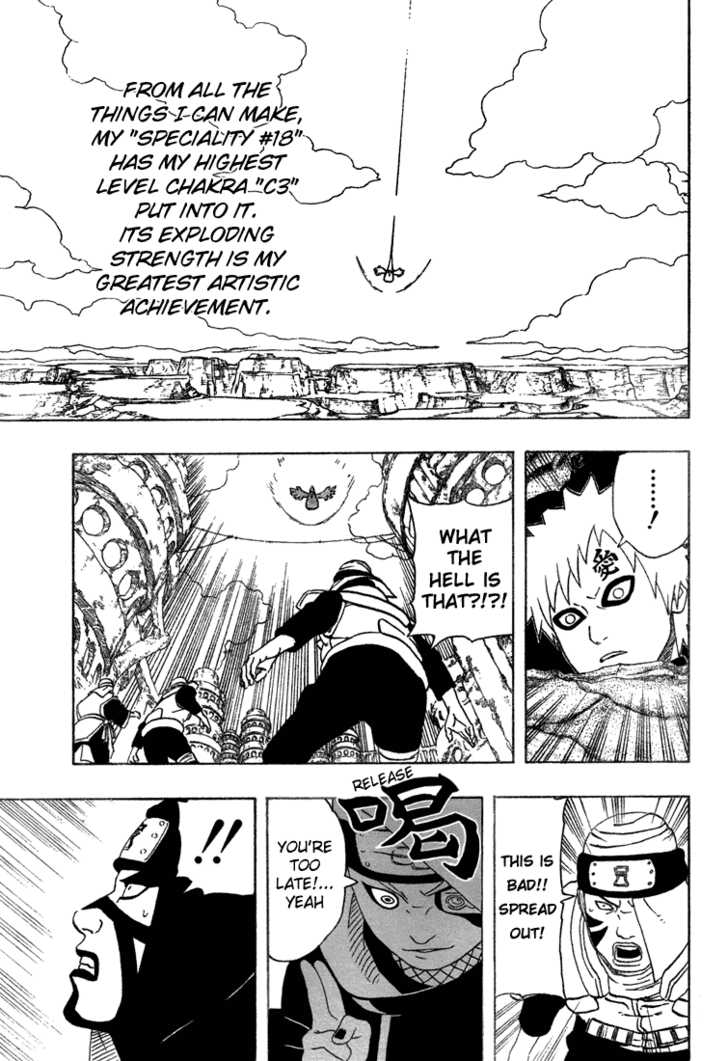 FROM ALL THE
THINGS I CAN MAKE,
MY "SPECIALITY #18"
HAS MY HIGHEST
LEVEL CHAKRA "C3"
PUT INTO IT.
ITS EXPLODING
STRENGTH IS MY
GREATEST ARTISTIC
ACHIEVEMENT.
......!
愛
WHAT
THE
HELL IS
THAT?!?!
THIS IS
BAD!!
SPREAD
OUT!
RELEASE
喝
YOU'RE
TOO
LATE!...
YEAH
!!